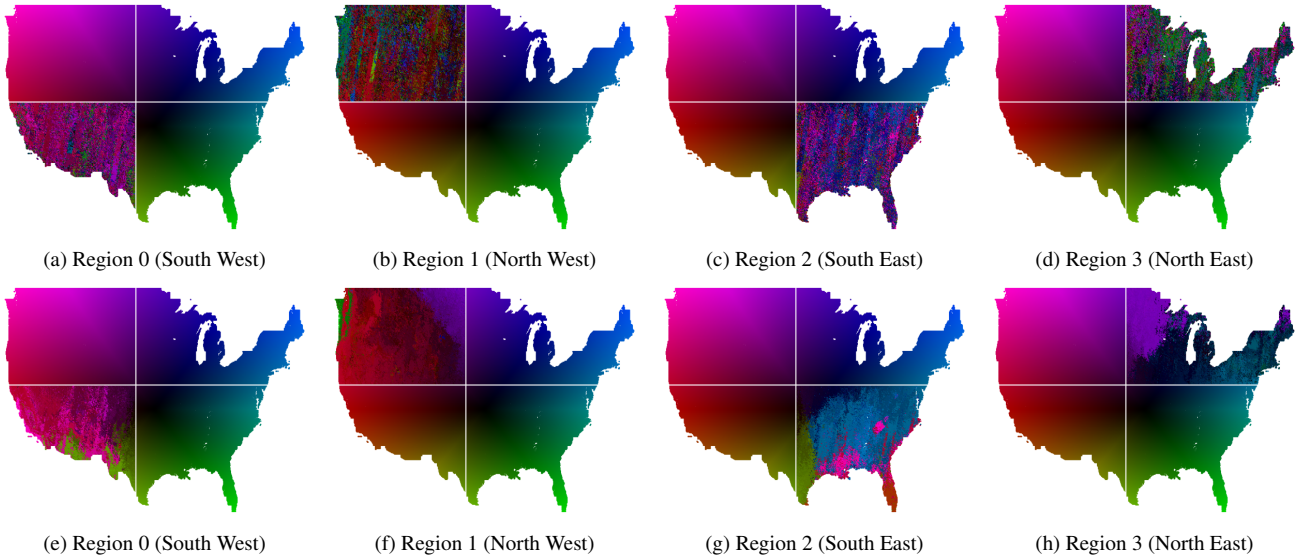 (a) Region 0 (South West)
(b) Region 1 (North West)
(c) Region 2 (South East)
(d) Region 3 (North East)
(e) Region 0 (South West)
(f) Region 1 (North West)
(g) Region 2 (South East)
(h) Region 3 (North East)